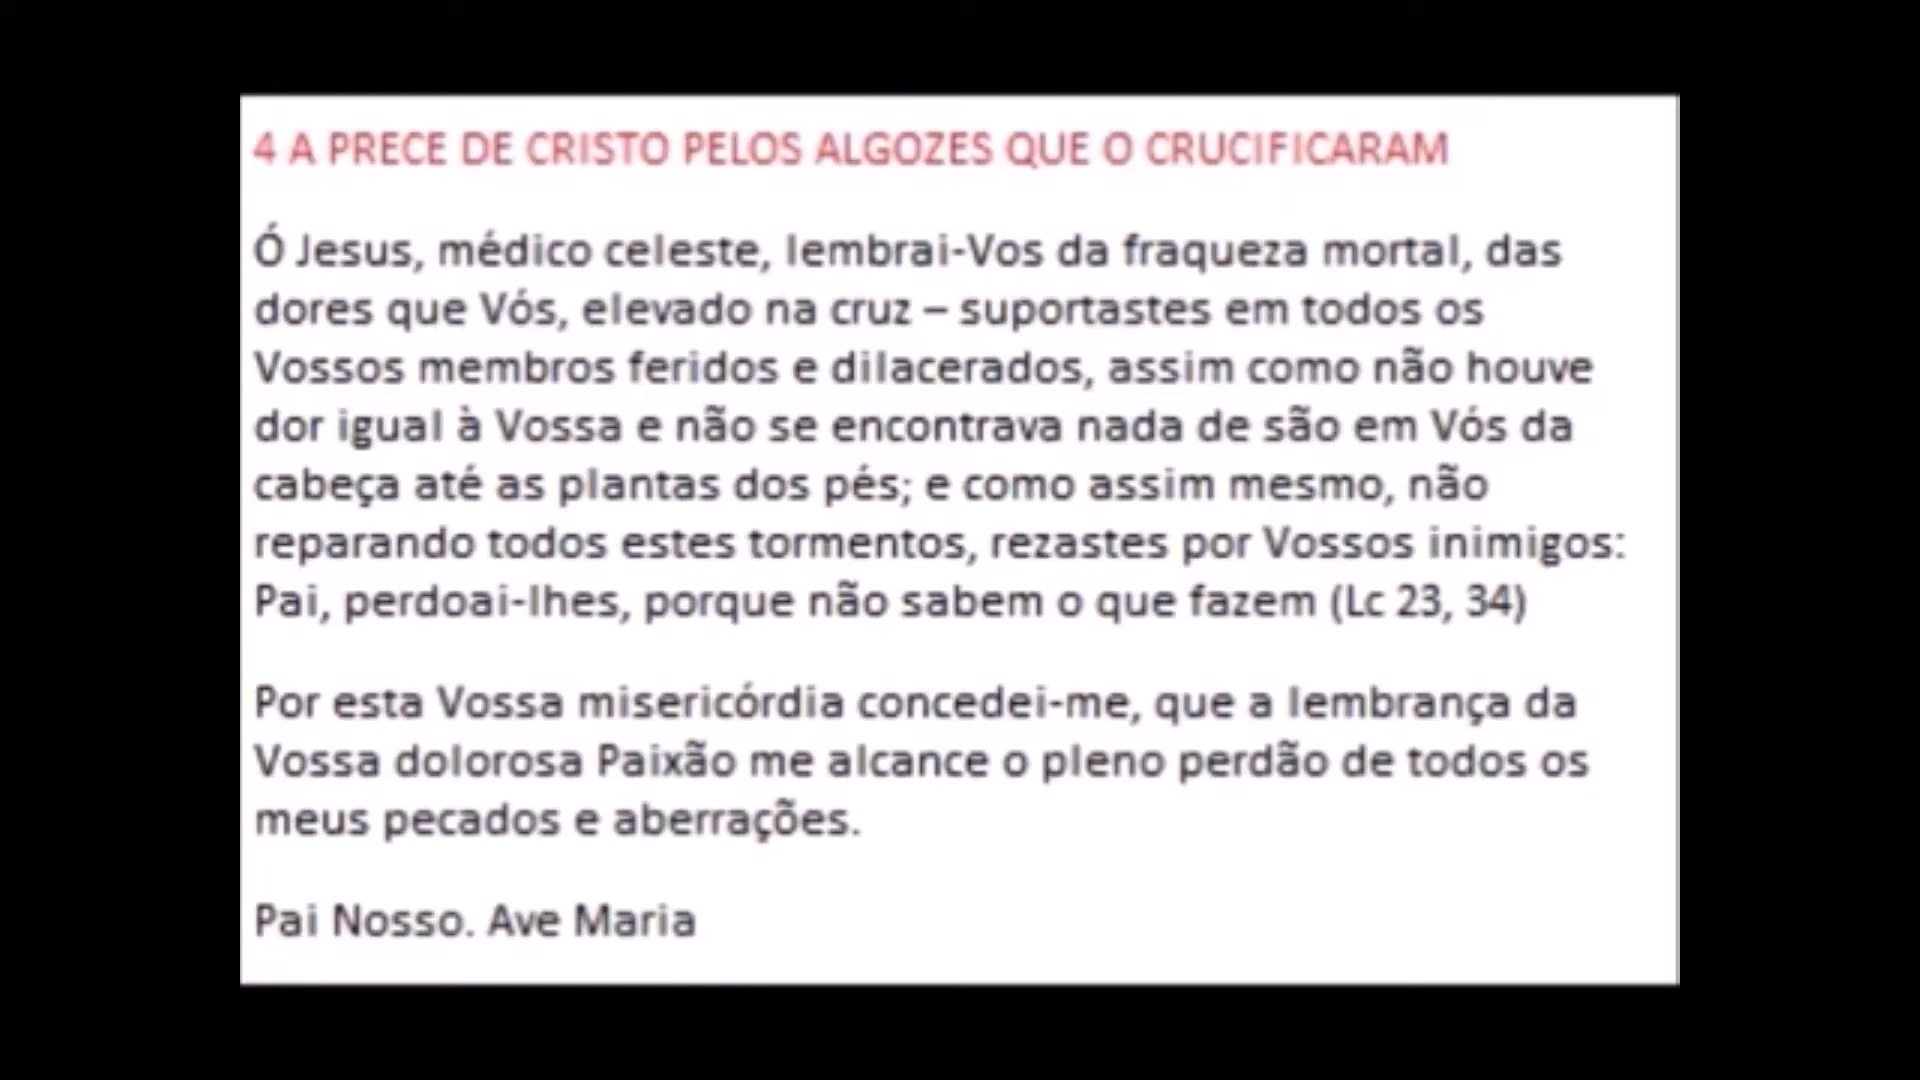 4 A PRECE DE CRISTO PELOS ALGOZES QUE O CRUCIFICARAM
Ó Jesus, médico celeste, lembrai-Vos da fraqueza mortal, das
dores que Vós, elevado na cruz – suportastes em todos os
Vossos membros feridos e dilacerados, assim como não houve
dor igual à Vossa e não se encontrava nada de são em Vós da
cabeça até as plantas dos pés; e como assim mesmo, não
reparando todos estes tormentos, rezastes por Vossos inimigos:
Pai, perdoai-lhes, porque não sabem o que fazem (Lc 23, 34)
Por esta Vossa misericórdia concedei-me, que a lembrança da
Vossa dolorosa Paixão me alcance o pleno perdão de todos os
meus pecados e aberrações.
Pai Nosso. Ave Maria